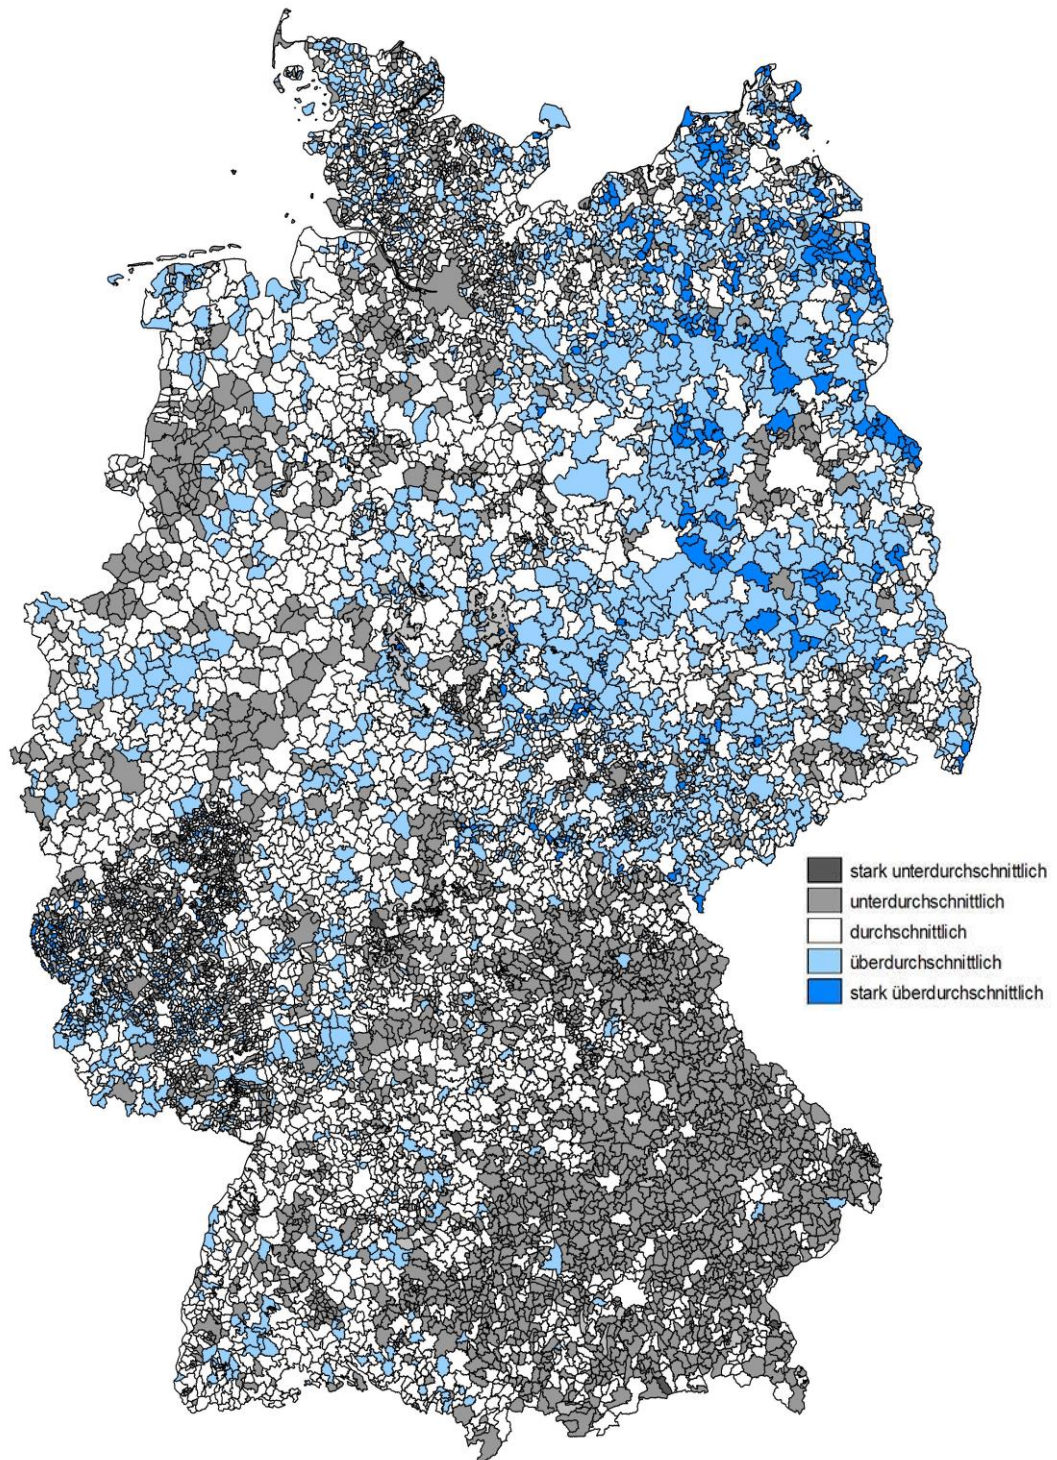 stark unterdurchschnittlich
unterdurchschnittlich
durchschnittlich
überdurchschnittlich
stark überdurchschnittlich